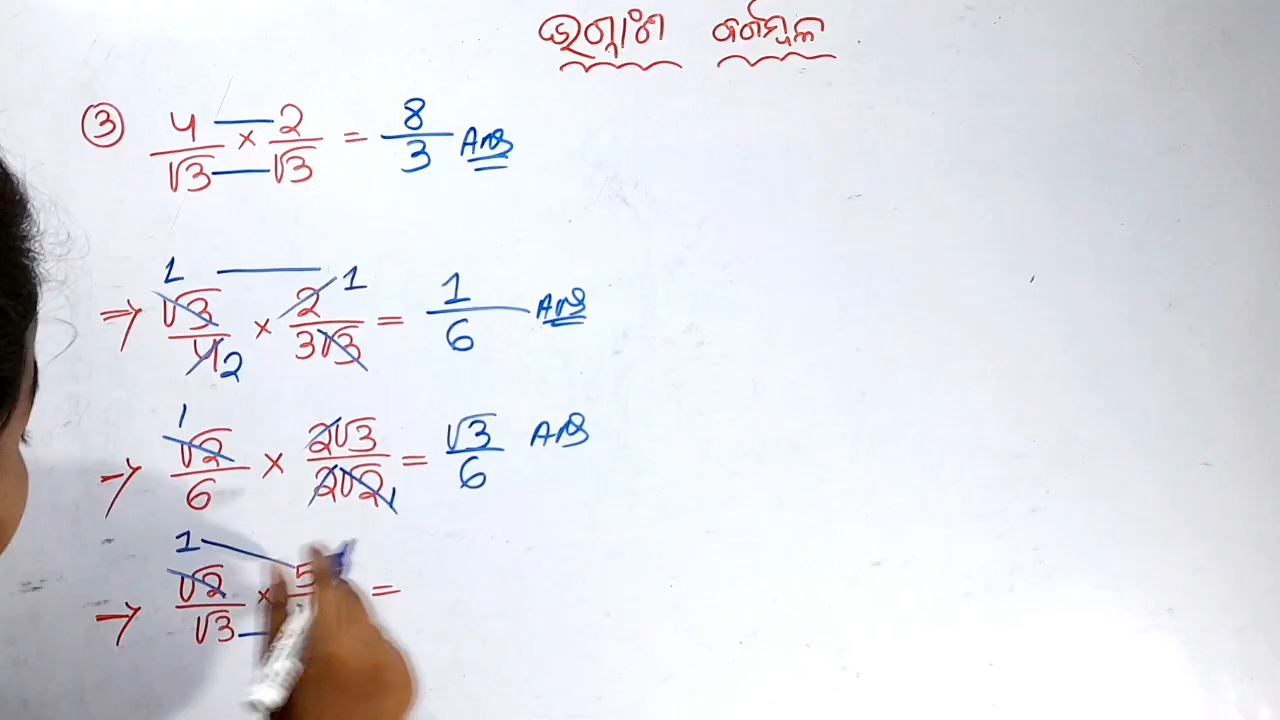 ଭଗ୍ନାଂଶ ବର୍ଗମୂଳ
③ 4/√3 × 2/√3 = 8/3 Ans
1 1
⇒ √3/4 × 2/3√3 = 1/6 Ans
2
1
→ √2/6 × 2√3/2√2 = √3/6 Ans
1
1
→ √2/√3 × 5 =